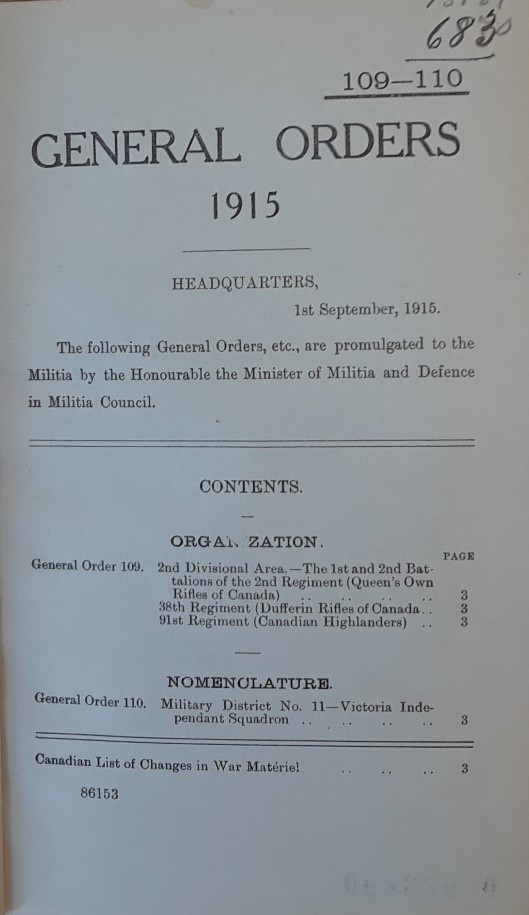 683
109—110
GENERAL ORDERS
1915
HEADQUARTERS,
1st September, 1915.
The following General Orders, etc., are promulgated to the
Militia by the Honourable the Minister of Militia and Defence
in Militia Council.
CONTENTS.
ORGANIZATION.
PAGE
General Order 109. 2nd Divisional Area.—The 1st and 2nd Bat-
talions of the 2nd Regiment (Queen's Own
Rifles of Canada) .. .. .. .. 3
38th Regiment (Dufferin Rifles of Canada.. 3
91st Regiment (Canadian Highlanders) .. 3
NOMENCLATURE.
General Order 110. Military District No. 11—Victoria Inde-
pendant Squadron .. .. .. .. 3
Canadian List of Changes in War Matériel .. .. .. 3
86153